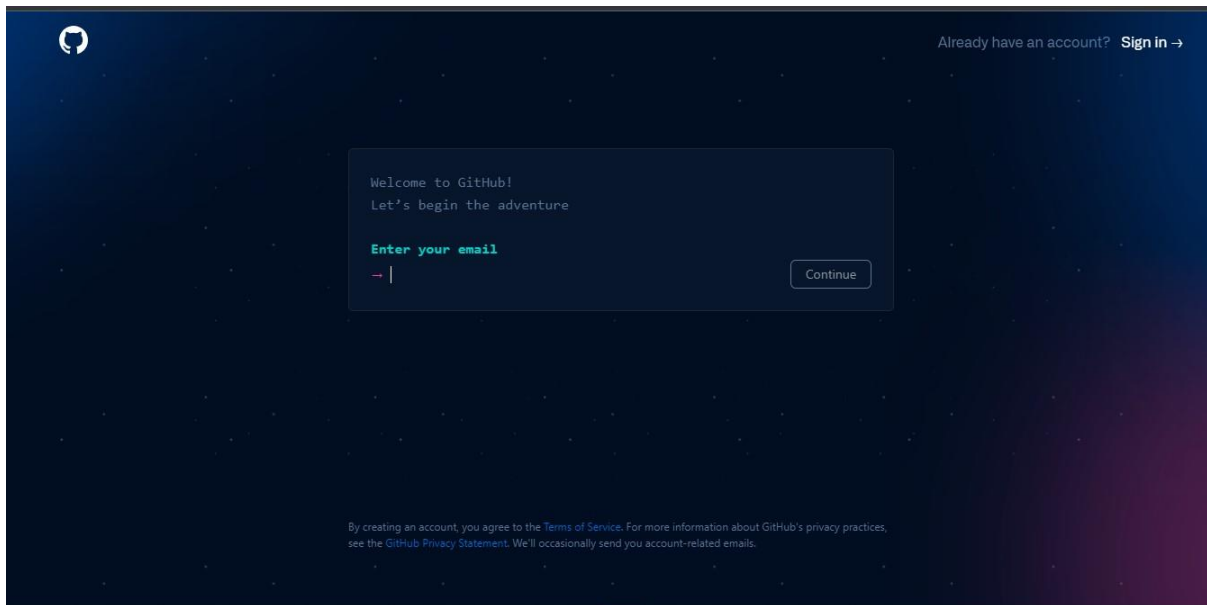 Already have an account? Sign in →
Welcome to GitHub!
Let’s begin the adventure
Enter your email
→
Continue
By creating an account, you agree to the Terms of Service. For more information about GitHub's privacy practices,
see the GitHub Privacy Statement. We'll occasionally send you account-related emails.